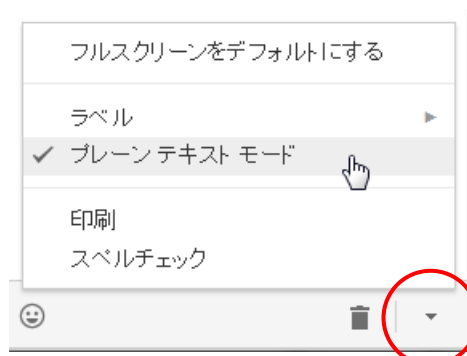 フルスクリーンをデフォルトにする
ラベル
プレーン テキスト モード
印刷
スペルチェック